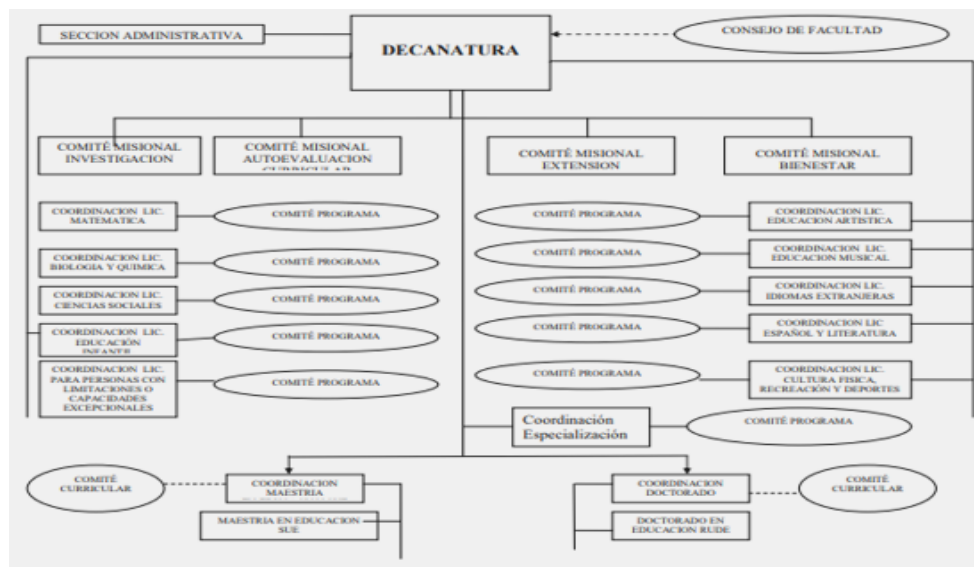 SECCION ADMINISTRATIVA
DECANATURA
CONSEJO DE FACULTAD
COMITÉ MISIONAL
INVESTIGACION
COMITÉ MISIONAL
AUTOEVALUACION
CURRICULAR
COMITÉ MISIONAL
EXTENSION
COMITÉ MISIONAL
BIENESTAR
COORDINACION LIC.
MATEMATICA
COMITÉ PROGRAMA
COMITÉ PROGRAMA
COORDINACION LIC.
EDUCACION ARTISTICA
COORDINACION LIC.
BIOLOGIA Y QUIMICA
COMITÉ PROGRAMA
COMITÉ PROGRAMA
COORDINACION LIC.
EDUCACION MUSICAL
COORDINACION LIC.
CIENCIAS SOCIALES
COMITÉ PROGRAMA
COMITÉ PROGRAMA
COORDINACION LIC.
IDIOMAS EXTRANJERAS
COORDINACION LIC.
EDUCACIÓN
INFANTIL
COMITÉ PROGRAMA
COMITÉ PROGRAMA
COORDINACION LIC
ESPAÑOL Y LITERATURA
COORDINACION LIC.
PARA PERSONAS CON
LIMITACIONES O
CAPACIDADES
EXCEPCIONALES
COMITÉ PROGRAMA
COMITÉ PROGRAMA
COORDINACION LIC.
CULTURA FISICA,
RECREACIÓN Y DEPORTES
Coordinación
Especialización
COMITÉ PROGRAMA
COMITÉ
CURRICULAR
COORDINACION
MAESTRIA
COORDINACION
DOCTORADO
COMITÉ
CURRICULAR
MAESTRIA EN EDUCACION
SUE
DOCTORADO EN
EDUCACION RUDE